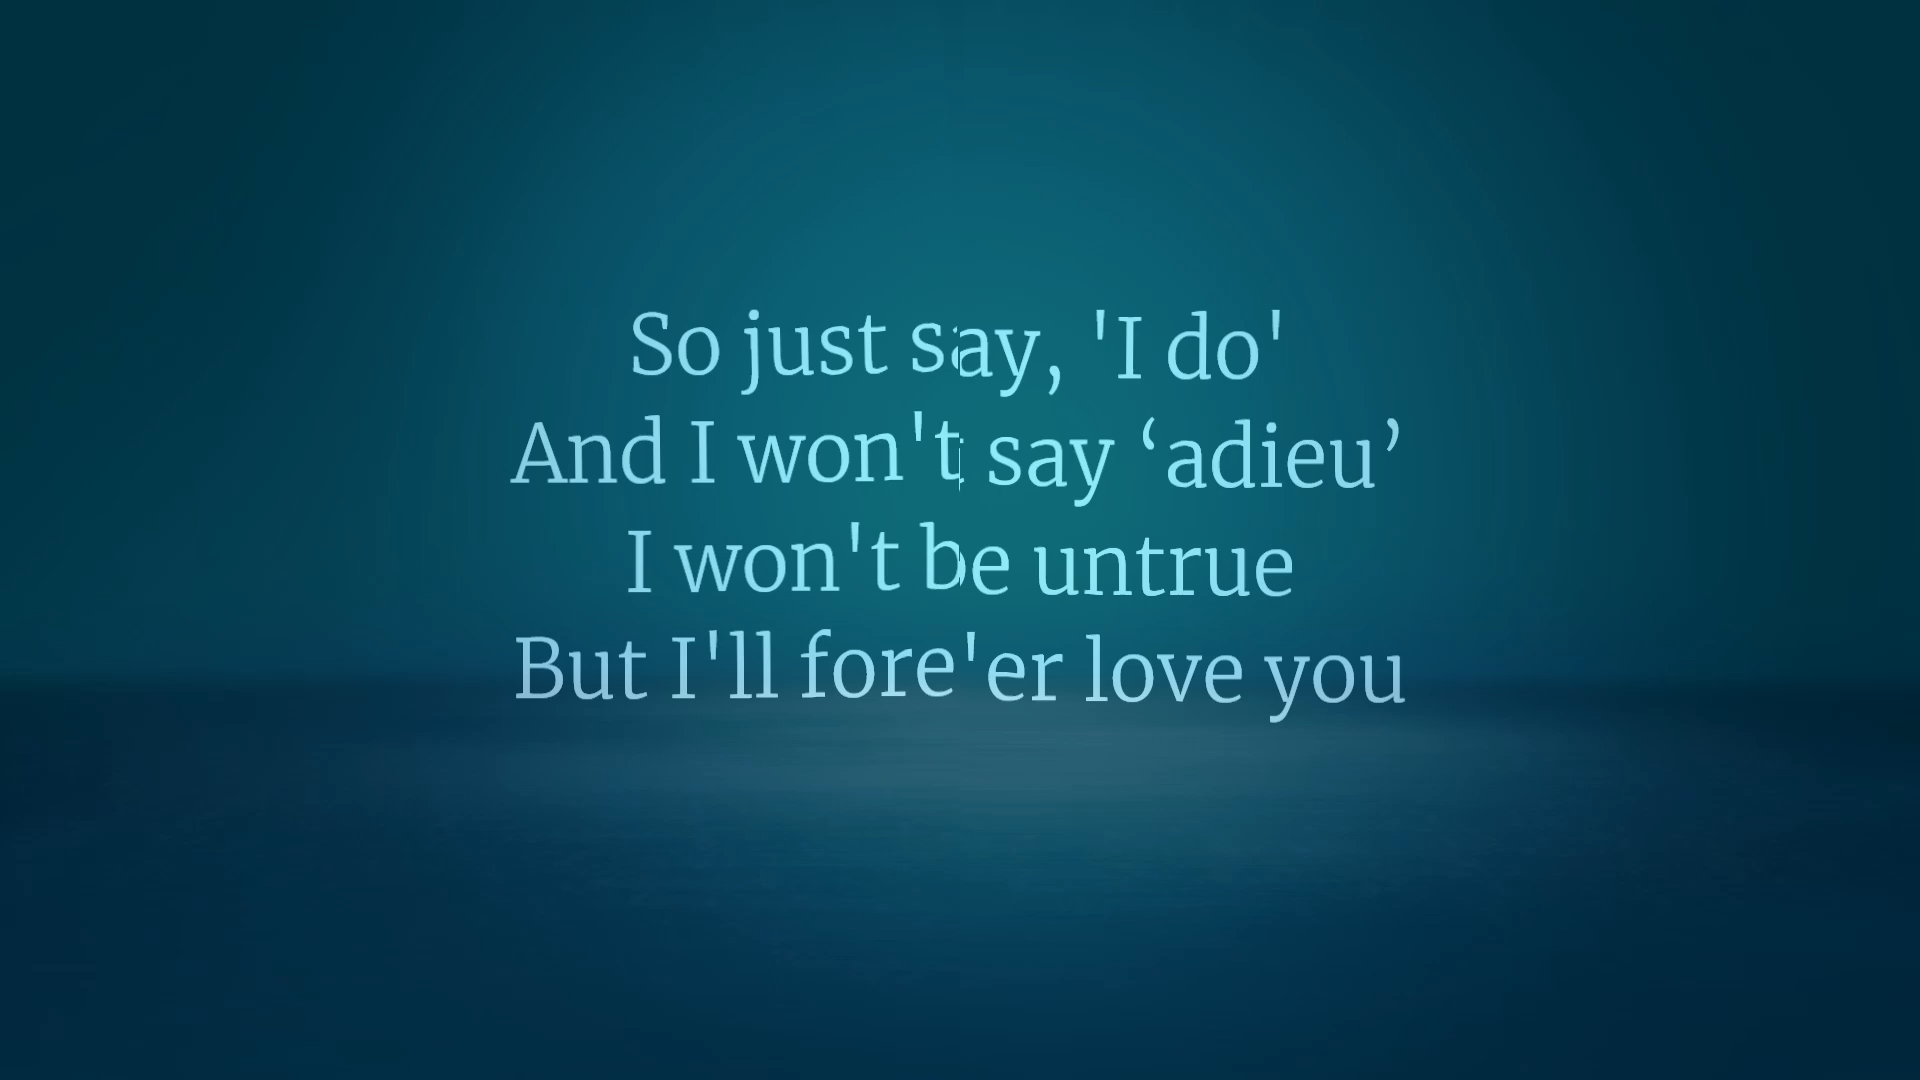 So just say, 'I do'
And I won't say ‘adieu’
I won't be untrue
But I'll fore'er love you